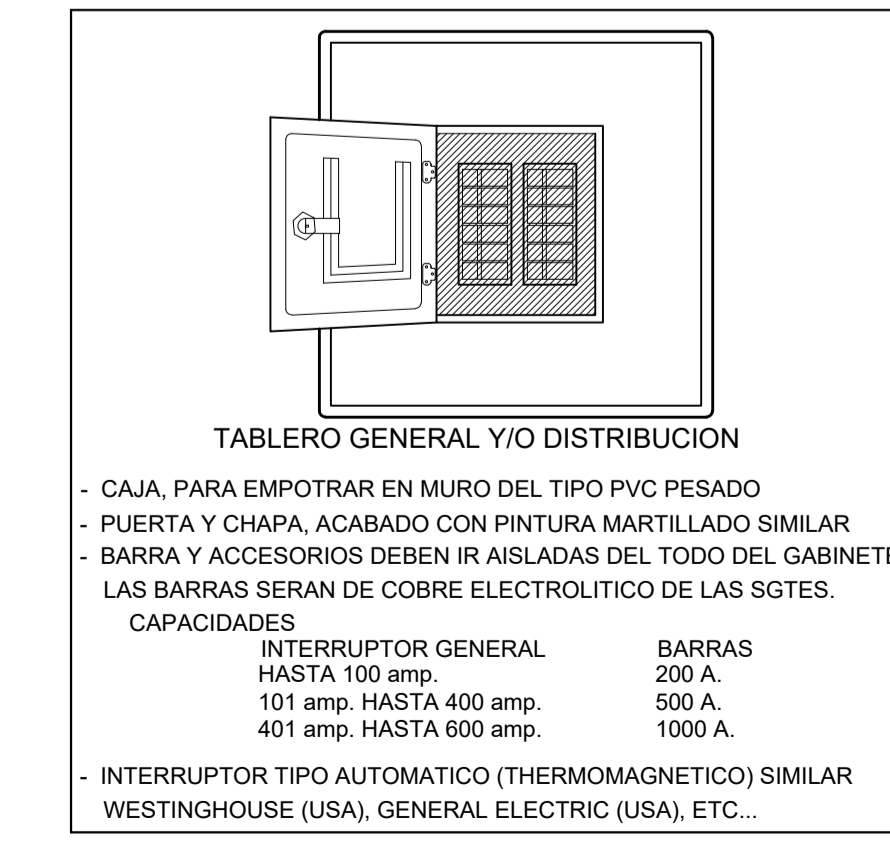 TABLERO GENERAL Y/O DISTRIBUCION
- CAJA, PARA EMPOTRAR EN MURO DEL TIPO PVC PESADO
- PUERTA Y CHAPA, ACABADO CON PINTURA MARTILLADO SIMILAR
- BARRA Y ACCESORIOS DEBEN IR AISLADAS DEL TODO DEL GABINETE
LAS BARRAS SERAN DE COBRE ELECTROLITICO DE LAS SGTES.
CAPACIDADES
INTERRUPTOR GENERAL BARRAS
HASTA 100 amp. 200 A.
101 amp. HASTA 400 amp. 500 A.
401 amp. HASTA 600 amp. 1000 A.
- INTERRUPTOR TIPO AUTOMATICO (THERMOMAGNETICO) SIMILAR
WESTINGHOUSE (USA), GENERAL ELECTRIC (USA), ETC...